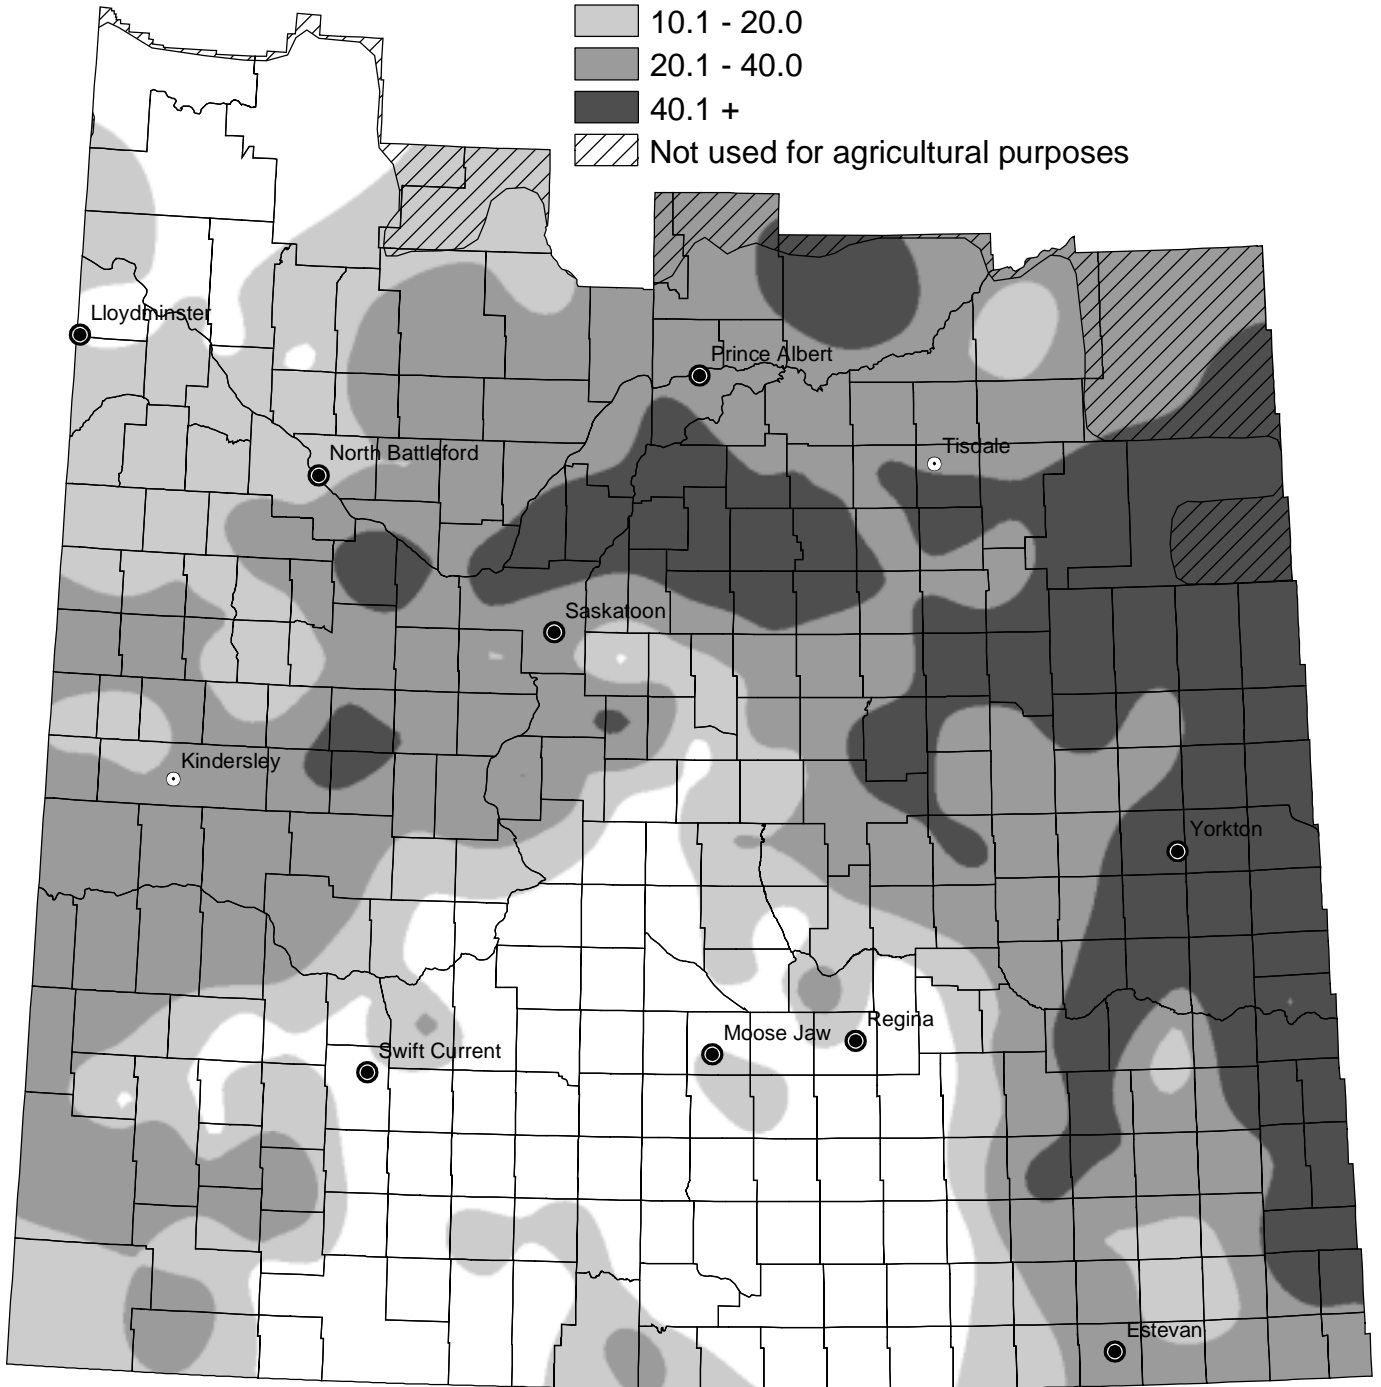 10.1 - 20.0
20.1 - 40.0
40.1 +
Not used for agricultural purposes
Lloydminster
Prince Albert
Tisdale
North Battleford
Saskatoon
Kindersley
Yorkton
Regina
Moose Jaw
Swift Current
Estevan